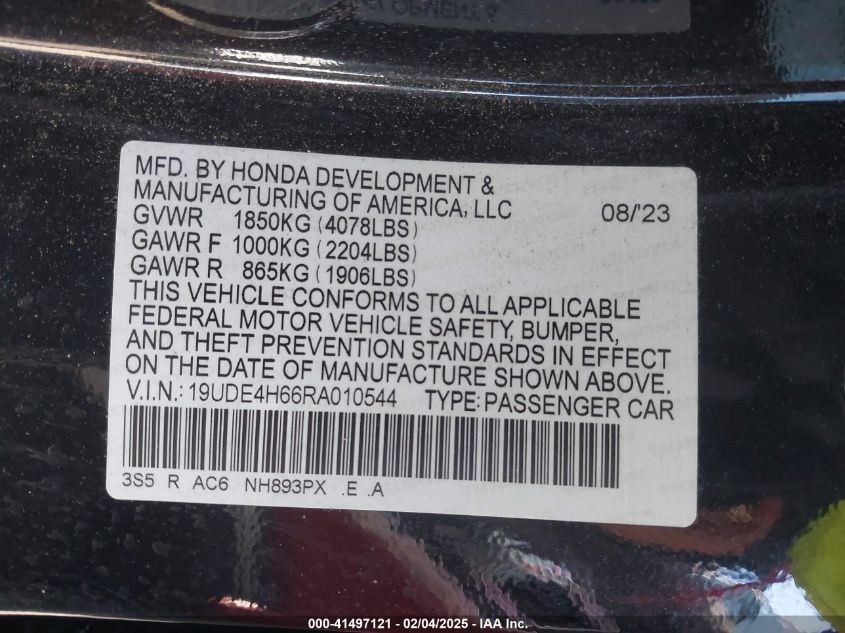 MFD. BY HONDA DEVELOPMENT &
MANUFACTURING OF AMERICA, LLC 08/'23
GVWR 1850KG (4078LBS)
GAWR F 1000KG (2204LBS)
GAWR R 865KG (1906LBS)
THIS VEHICLE CONFORMS TO ALL APPLICABLE
FEDERAL MOTOR VEHICLE SAFETY, BUMPER,
AND THEFT PREVENTION STANDARDS IN EFFECT
ON THE DATE OF MANUFACTURE SHOWN ABOVE.
V.I.N.: 19UDE4H66RA010544 TYPE: PASSENGER CAR
3S5 R AC6 NH893PX .E .A
000-41497121 - 02/04/2025 - IAA Inc.